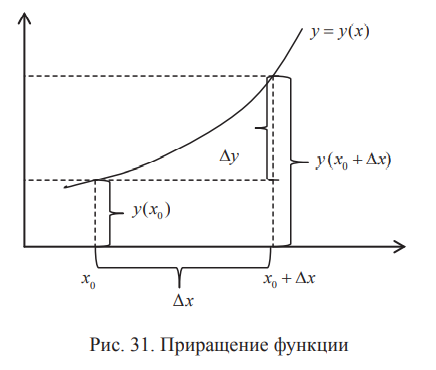 y = y(x)
Δy
y(x₀ + Δx)
y(x₀)
x₀
x₀ + Δx
Δx
Рис. 31. Приращение функции